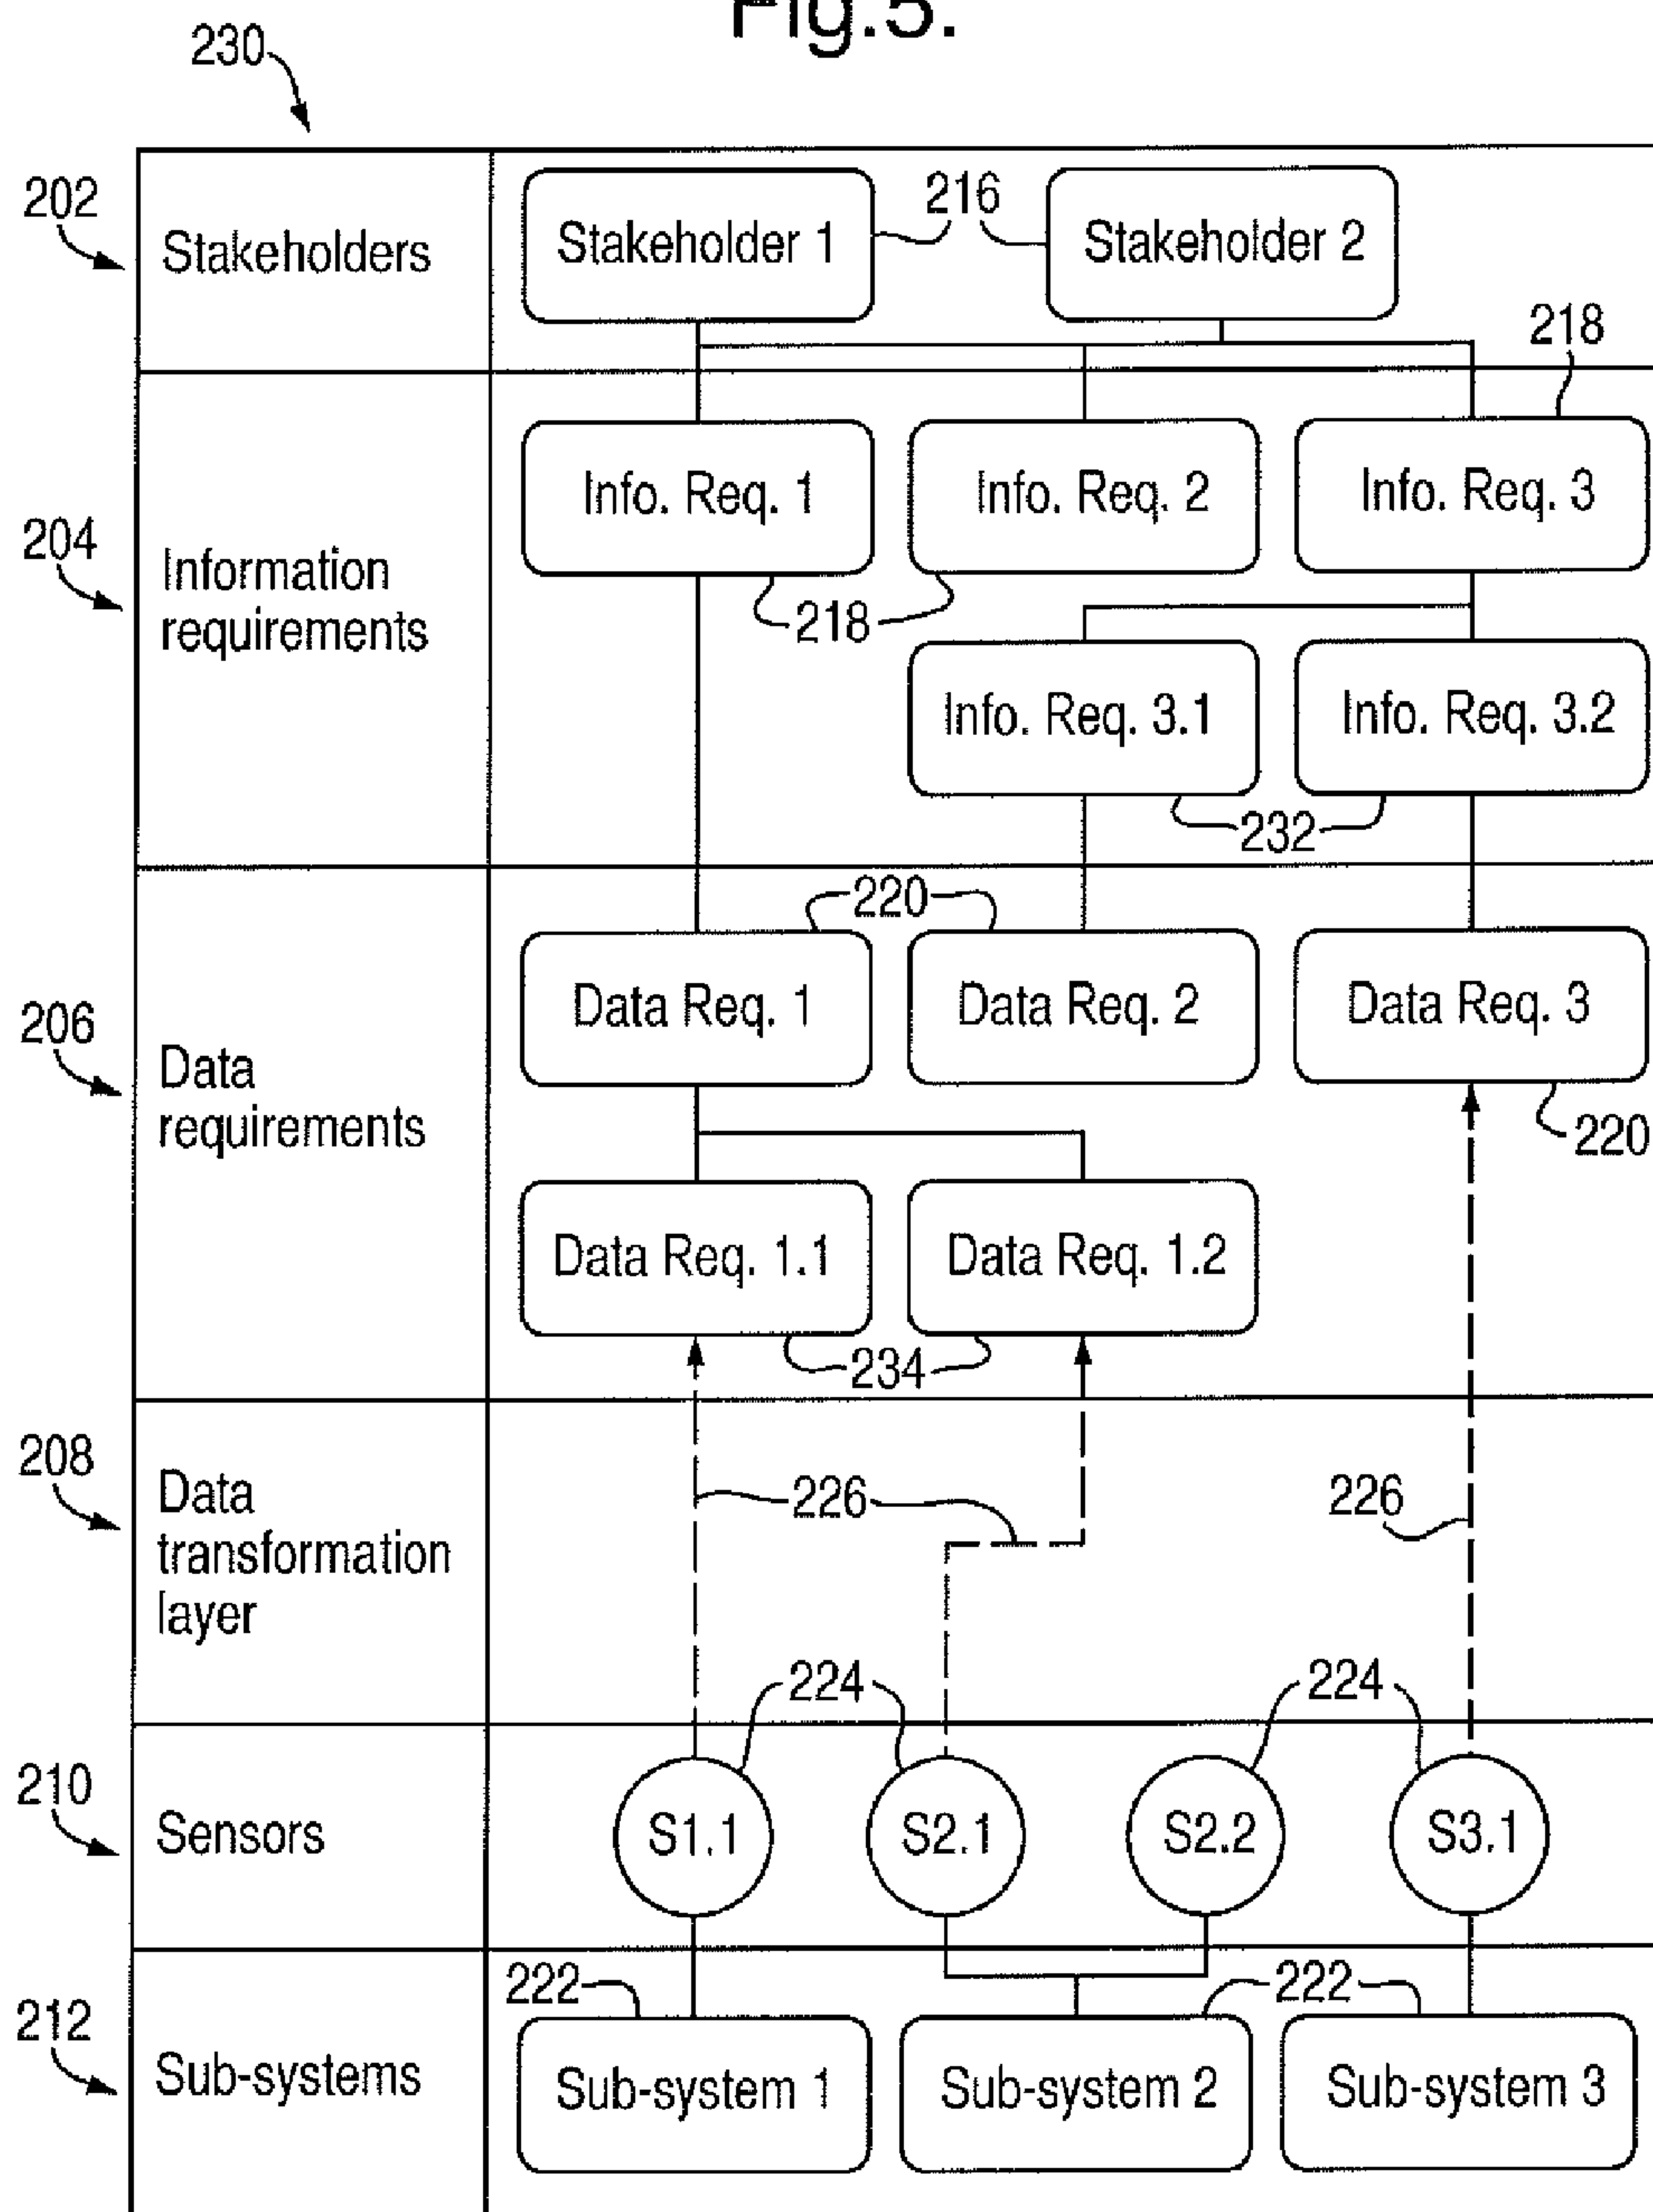 Fig.5.
230
202
Stakeholders
Stakeholder 1
216
Stakeholder 2
218
204
Information
requirements
Info. Req. 1
Info. Req. 2
Info. Req. 3
218
Info. Req. 3.1
Info. Req. 3.2
232
206
Data
requirements
220
Data Req. 1
Data Req. 2
Data Req. 3
220
Data Req. 1.1
Data Req. 1.2
234
208
Data
transformation
layer
226
226
224
224
210
Sensors
S1.1
S2.1
S2.2
S3.1
212
Sub-systems
222
222
Sub-system 1
Sub-system 2
Sub-system 3